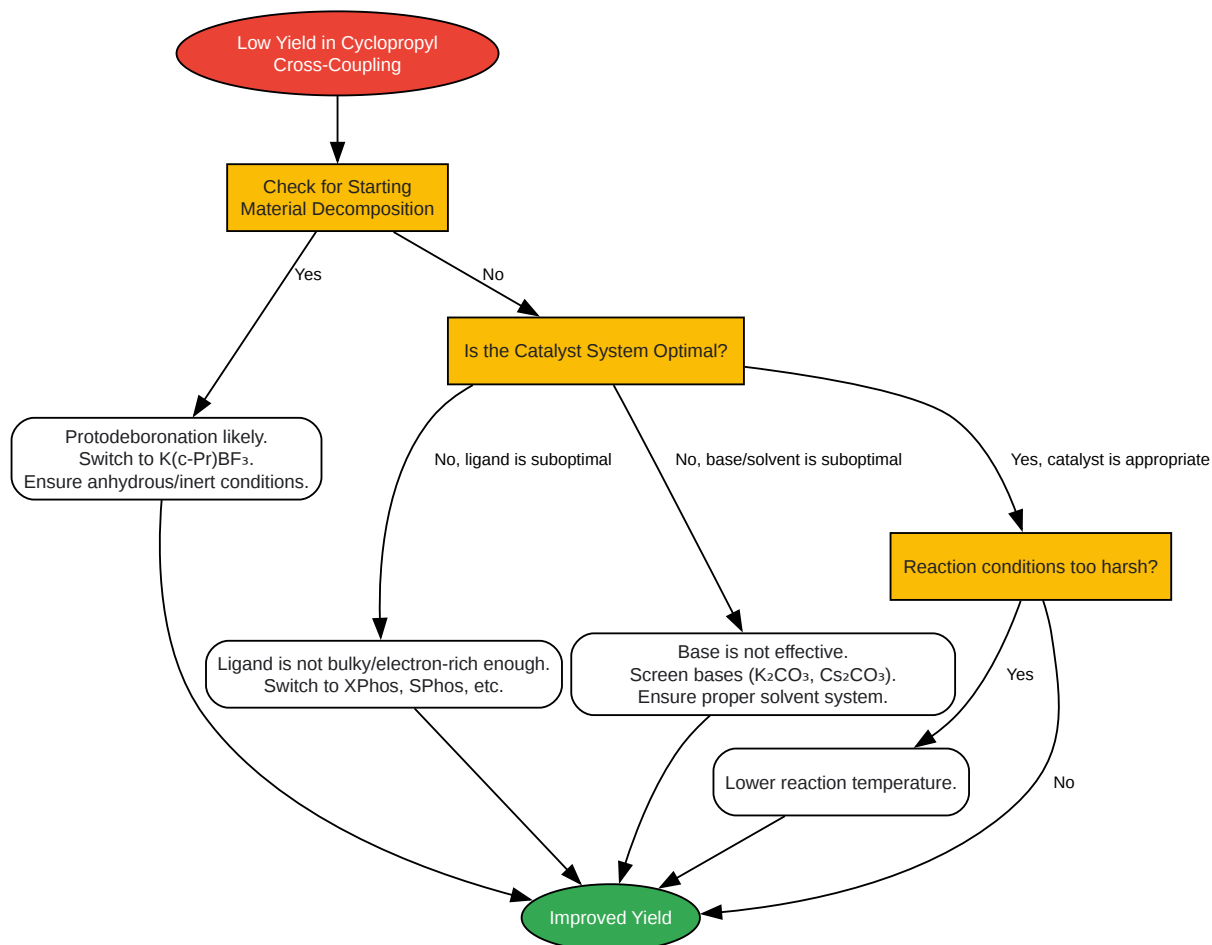 Low Yield in Cyclopropyl
Cross-Coupling
Check for Starting
Material Decomposition
Yes
No
Is the Catalyst System Optimal?
Protodeboronation likely.
Switch to K(c-Pr)BF₃.
Ensure anhydrous/inert conditions.
No, ligand is suboptimal
No, base/solvent is suboptimal
Yes, catalyst is appropriate
Reaction conditions too harsh?
Ligand is not bulky/electron-rich enough.
Switch to XPhos, SPhos, etc.
Base is not effective.
Screen bases (K₂CO₃, Cs₂CO₃).
Ensure proper solvent system.
Yes
Lower reaction temperature.
No
Improved Yield